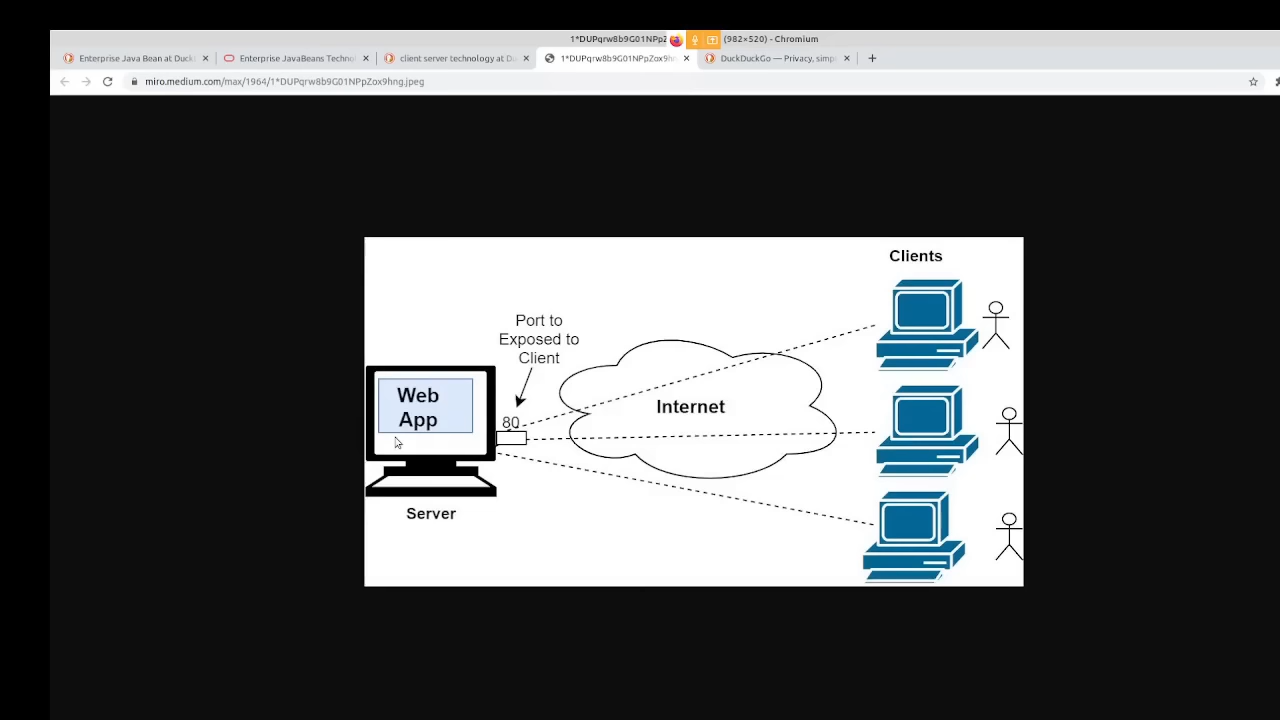 1*DUPqrw8b9G01NPpZ (982×520) - Chromium
Enterprise Java Bean at Duck
Enterprise JavaBeans Technol
client server technology at D
1*DUPqrw8b9G01NPpZox9hn
DuckDuckGo — Privacy, simp
miro.medium.com/max/1964/1*DUPqrw8b9G01NPpZox9hng.jpeg
Clients
Port to
Exposed to
Client
Web
App
80
Internet
Server